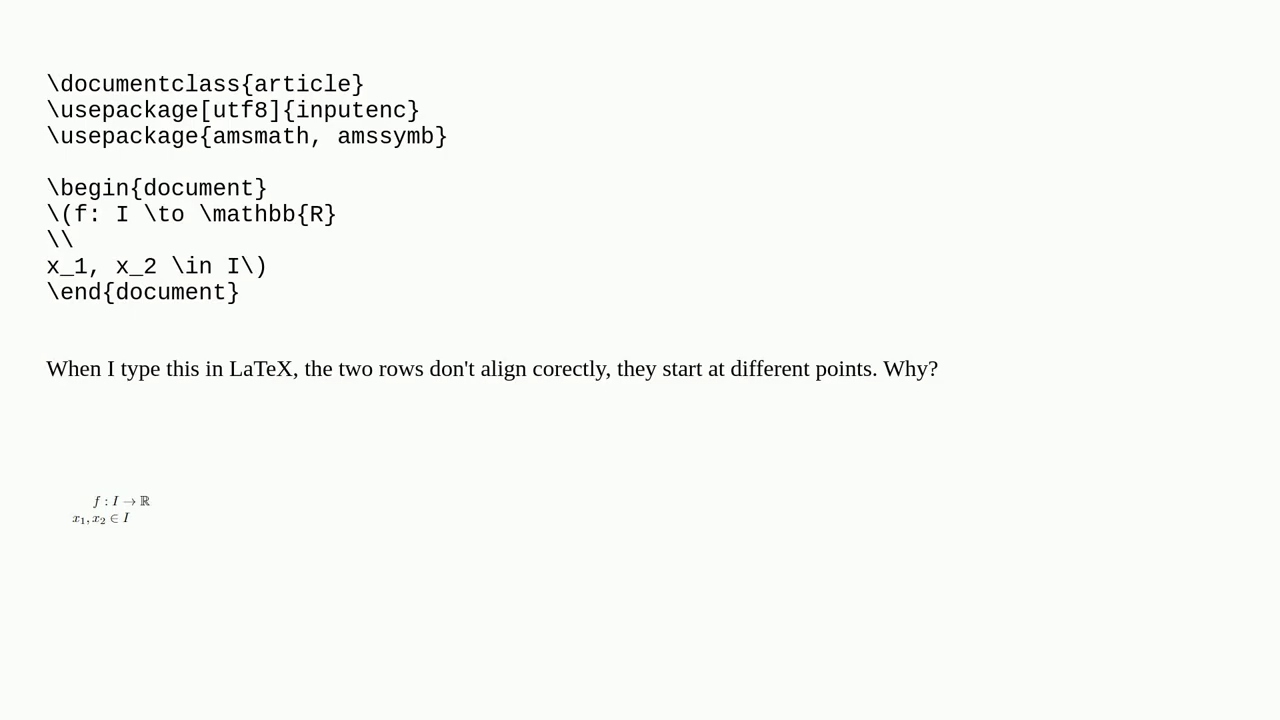 \documentclass{article}
\usepackage[utf8]{inputenc}
\usepackage{amsmath, amssymb}
\begin{document}
\(f: I \to \mathbb{R}
\\
x_1, x_2 \in I\)
\end{document}
When I type this in LaTeX, the two rows don't align corectly, they start at different points. Why?
f : I → ℝ
x₁, x₂ ∈ I